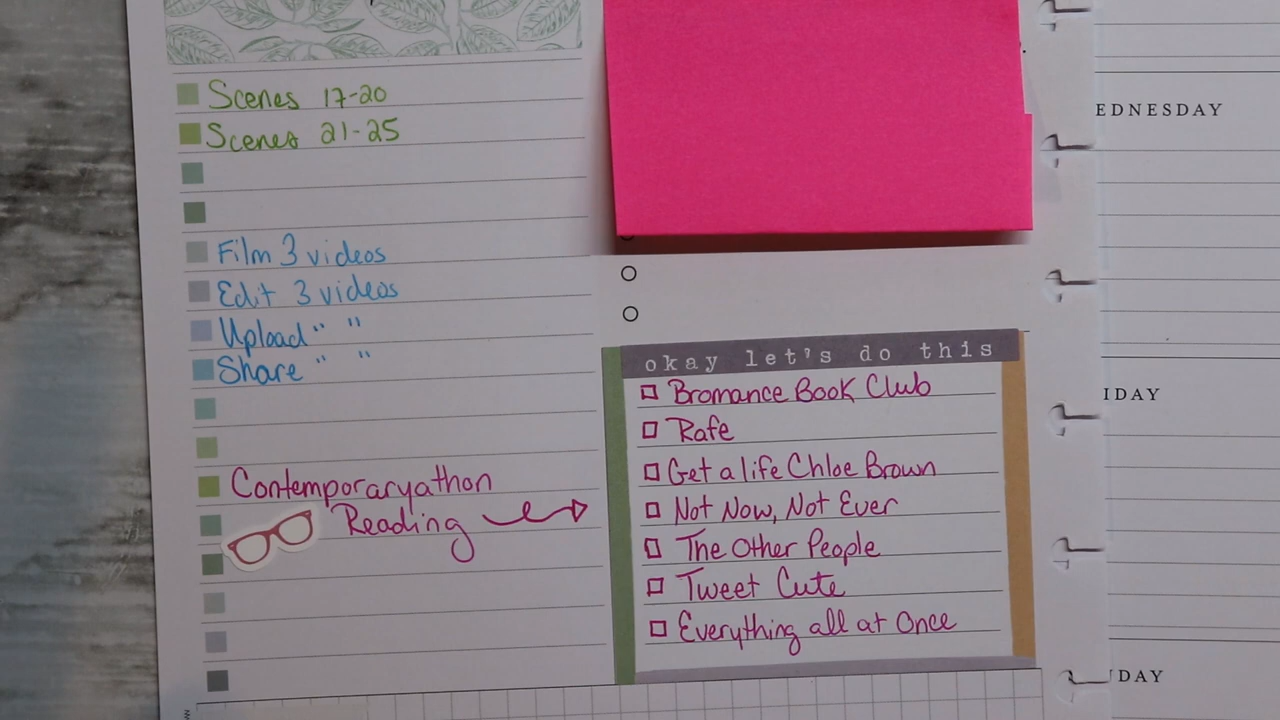 Scenes 17-20
Scenes 21-25
Film 3 videos
Edit 3 videos
Upload " "
Share " "
Contemporaryathon
Reading
okay let's do this
Bromance Book Club
Rafe
Get a life Chloe Brown
Not Now, Not Ever
The Other People
Tweet Cute
Everything all at Once
EDNESDAY
IDAY
DAY